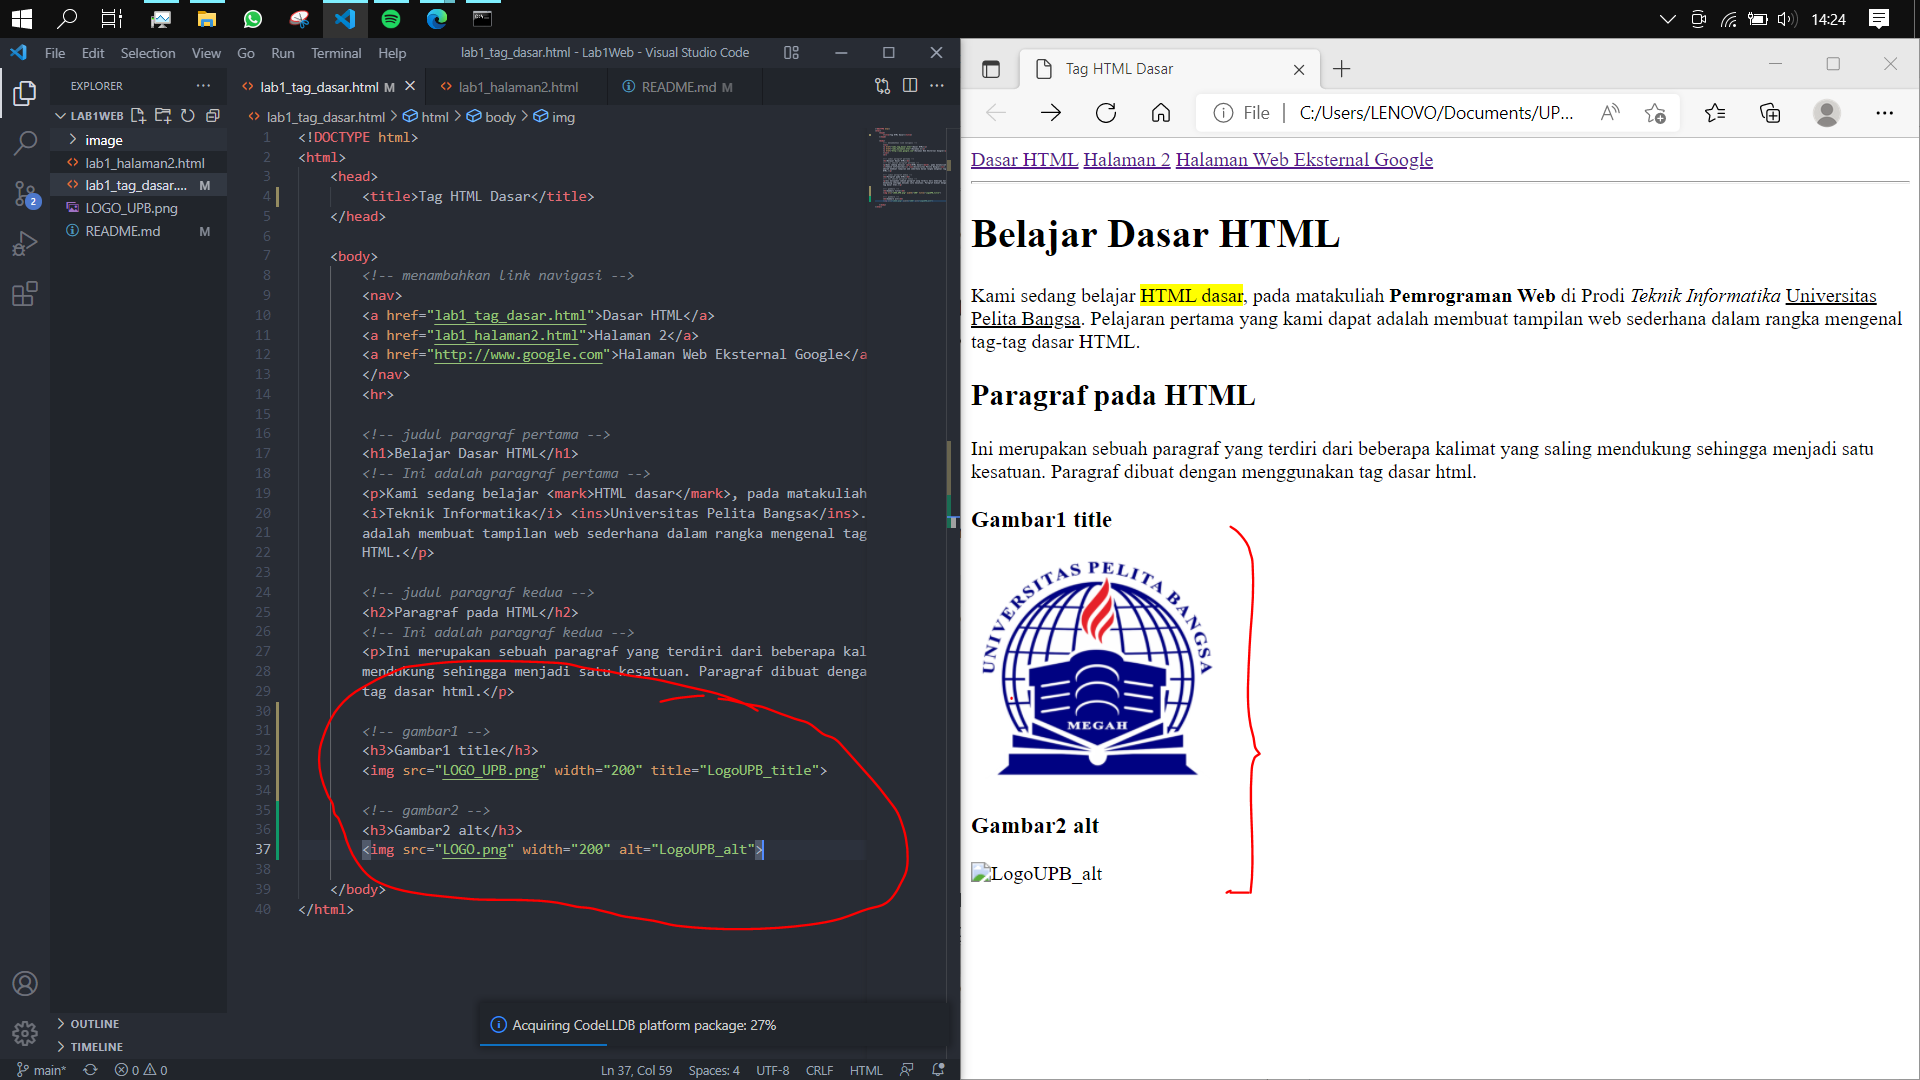 14:24
File Edit Selection View Go Run Terminal Help
lab1_tag_dasar.html - Lab1Web - Visual Studio Code
EXPLORER
LAB1WEB
image
lab1_halaman2.html
lab1_tag_dasar.... M
LOGO_UPB.png
README.md M
2
OUTLINE
TIMELINE
lab1_tag_dasar.html M
lab1_halaman2.html
README.md M
lab1_tag_dasar.html > html > body > img
1 <!DOCTYPE html>
2 <html>
3 <head>
4 <title>Tag HTML Dasar</title>
5 </head>
6
7 <body>
8 <!-- menambahkan link navigasi -->
9 <nav>
10 <a href="lab1_tag_dasar.html">Dasar HTML</a>
11 <a href="lab1_halaman2.html">Halaman 2</a>
12 <a href="http://www.google.com">Halaman Web Eksternal Google</a
13 </nav>
14 <hr>
15
16 <!-- judul paragraf pertama -->
17 <h1>Belajar Dasar HTML</h1>
18 <!-- Ini adalah paragraf pertama -->
19 <p>Kami sedang belajar <mark>HTML dasar</mark>, pada matakuliah
20 <i>Teknik Informatika</i> <ins>Universitas Pelita Bangsa</ins>.
21 adalah membuat tampilan web sederhana dalam rangka mengenal tag
22 HTML.</p>
23
24 <!-- judul paragraf kedua -->
25 <h2>Paragraf pada HTML</h2>
26 <!-- Ini adalah paragraf kedua -->
27 <p>Ini merupakan sebuah paragraf yang terdiri dari beberapa kal
28 mendukung sehingga menjadi satu kesatuan. Paragraf dibuat denga
29 tag dasar html.</p>
30
31 <!-- gambar1 -->
32 <h3>Gambar1 title</h3>
33 <img src="LOGO_UPB.png" width="200" title="LogoUPB_title">
34
35 <!-- gambar2 -->
36 <h3>Gambar2 alt</h3>
37 <img src="LOGO.png" width="200" alt="LogoUPB_alt">
38
39 </body>
40 </html>
Acquiring CodeLLDB platform package: 27%
main* 0 0
Ln 37, Col 59 Spaces: 4 UTF-8 CRLF HTML
Tag HTML Dasar
File C:/Users/LENOVO/Documents/UP...
Dasar HTML Halaman 2 Halaman Web Eksternal Google
Belajar Dasar HTML
Kami sedang belajar HTML dasar, pada matakuliah Pemrograman Web di Prodi Teknik Informatika Universitas
Pelita Bangsa. Pelajaran pertama yang kami dapat adalah membuat tampilan web sederhana dalam rangka mengenal
tag-tag dasar HTML.
Paragraf pada HTML
Ini merupakan sebuah paragraf yang terdiri dari beberapa kalimat yang saling mendukung sehingga menjadi satu
kesatuan. Paragraf dibuat dengan menggunakan tag dasar html.
Gambar1 title
UNIVERSITAS PELITA BANGSA
MEGAH
Gambar2 alt
LogoUPB_alt